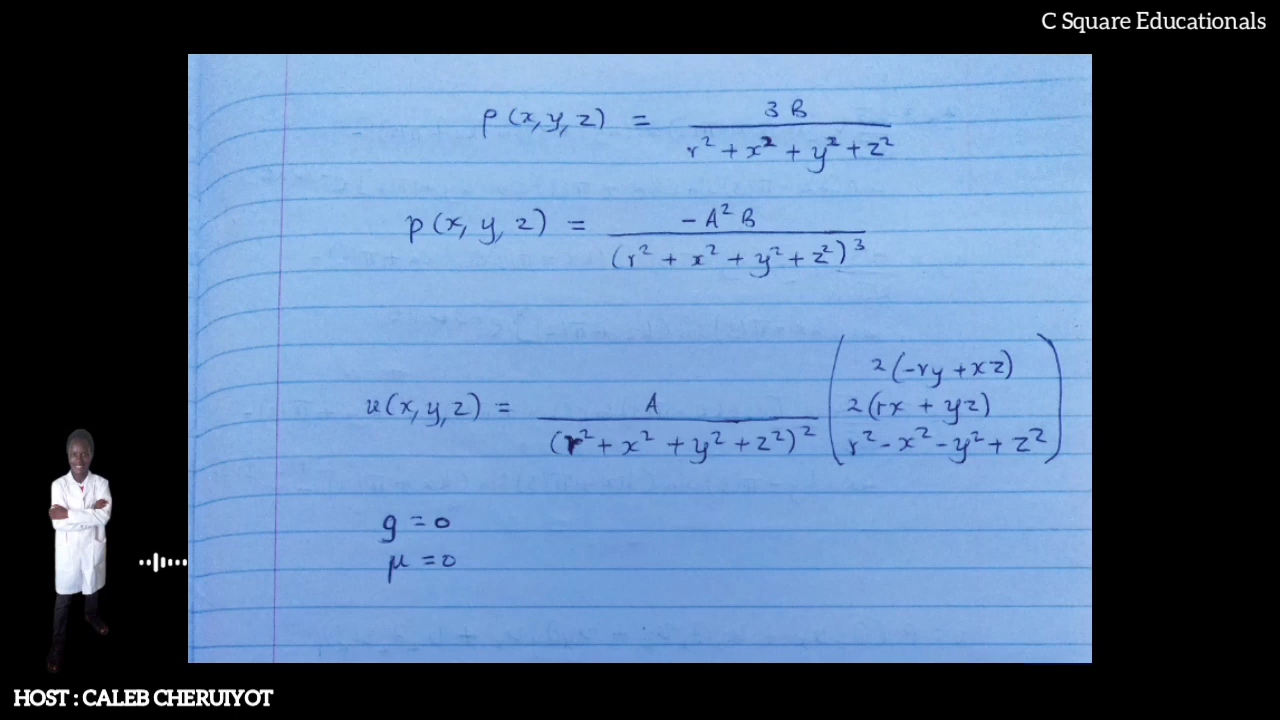 C Square Educationals
ρ(x,y,z) = 3B / (r² + x² + y² + z²)
p(x,y,z) = -A²B / (r² + x² + y² + z²)³
u(x,y,z) = A / (r² + x² + y² + z²)² ( 2(-ry + xz)
2(rx + yz)
r² - x² - y² + z² )
g = 0
μ = 0
HOST : CALEB CHERUIYOT